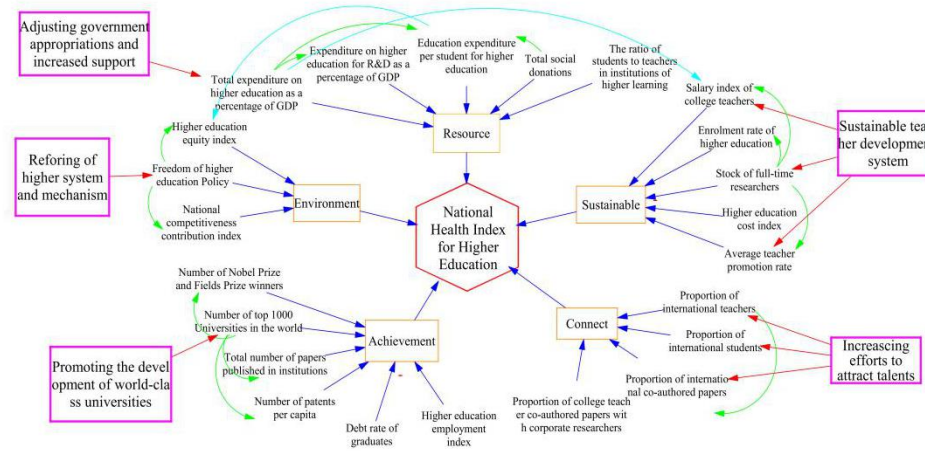 Adjusting government
appropriations and
increased support
Expenditure on higher
education for R&D as a
percentage of GDP
Education expenditure
per student for higher
education
Total social
donations
The ratio of
students to teachers
in institutions of
higher learning
Total expenditure on
higher education as a
percentage of GDP
Salary index of
college teachers
Higher education
equity index
Resource
Enrolment rate of
higher education
Sustainable teac
her development
system
Reforing of
higher system
and mechanism
Freedom of higher
education Policy
Stock of full-time
researchers
Environment
National
Health Index
for Higher
Education
Sustainable
National
competitiveness
contribution index
Higher education
cost index
Average teacher
promotion rate
Number of Nobel Prize
and Fields Prize winners
Number of top 1000
Universities in the world
Achievement
Connect
Proportion of
international teachers
Proportion of
international students
Increasing
efforts to
attract talents
Promoting the devel
opment of world-cla
ss universities
Total number of papers
published in institutions
Proportion of internatio
nal co-authored papers
Number of patents
per capita
-
Debt rate of
graduates
Higher education
employment
index
Proportion of college teach
er co-authored papers wit
h corporate researchers